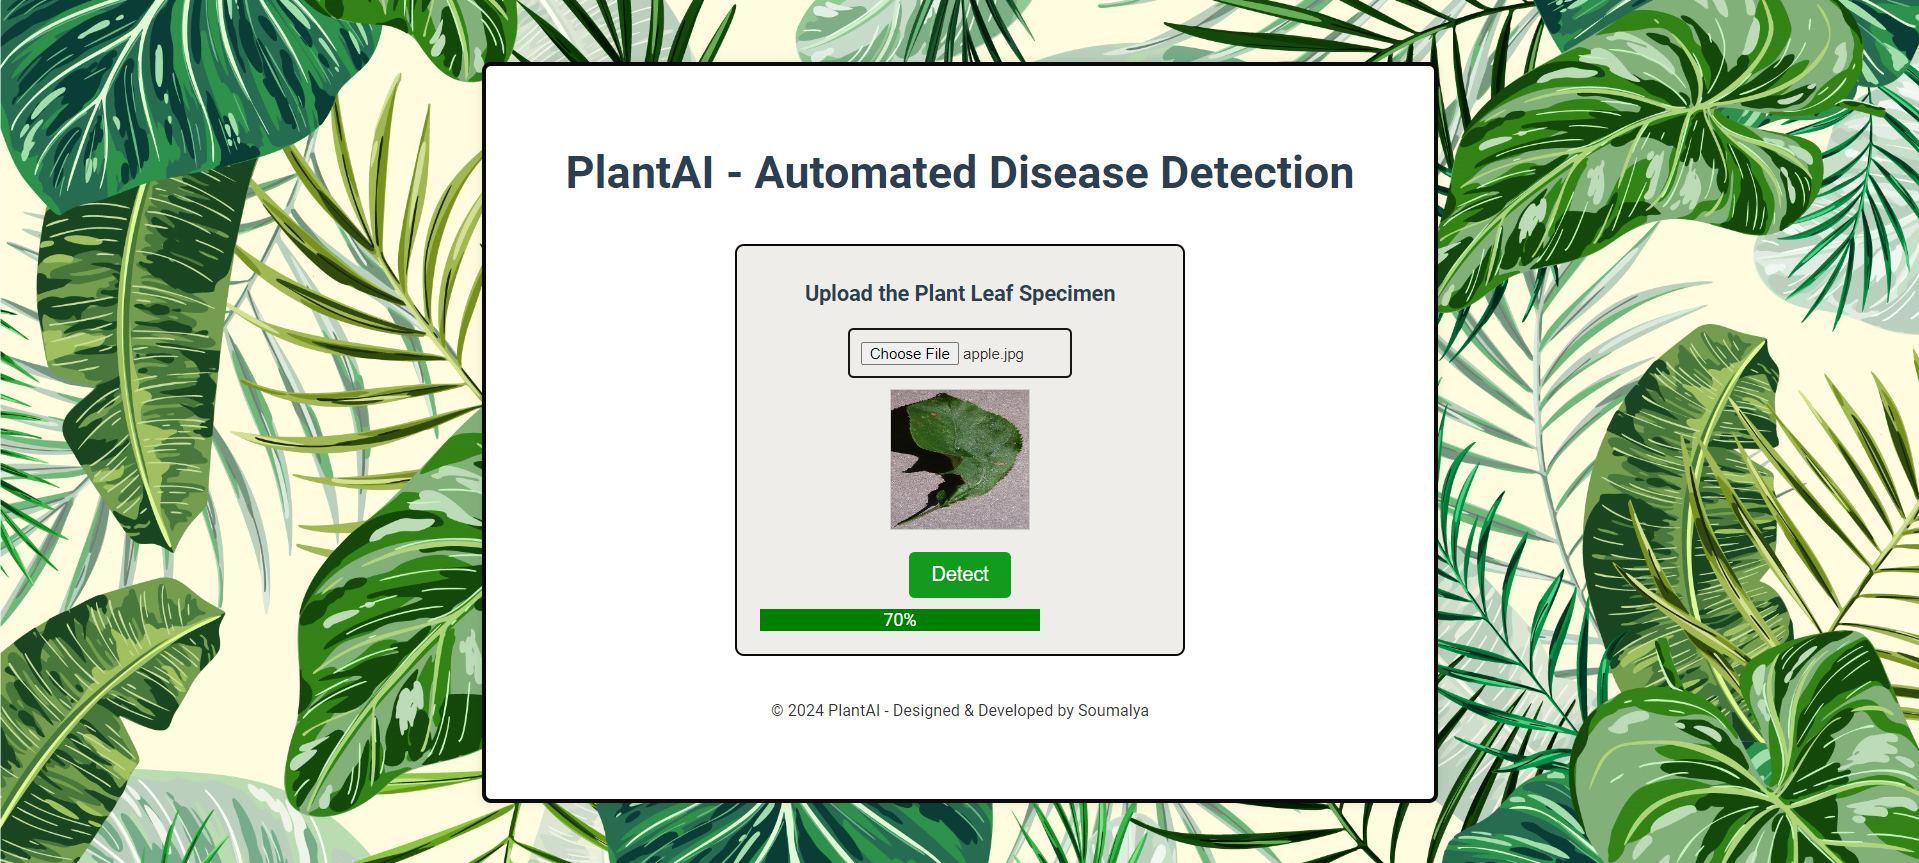 PlantAI - Automated Disease Detection
Upload the Plant Leaf Specimen
Choose File apple.jpg
Detect
70%
© 2024 PlantAI - Designed & Developed by Soumalya